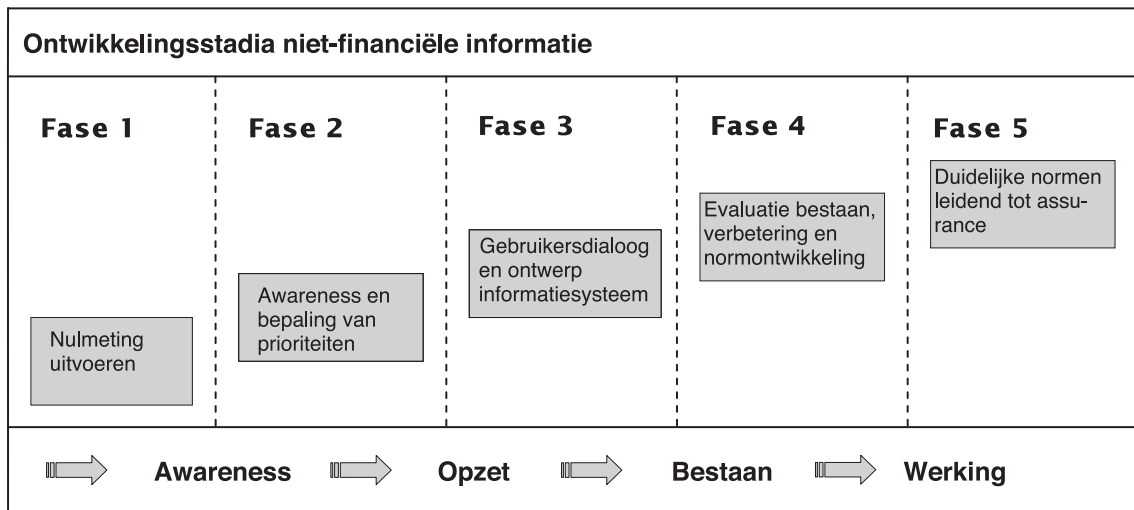 Ontwikkelingsstadia niet-financiële informatie
Fase 1
Nulmeting
uitvoeren
Fase 2
Awareness en
bepaling van
prioriteiten
Fase 3
Gebruikersdialoog
en ontwerp
informatiesysteem
Fase 4
Evaluatie bestaan,
verbetering en
normontwikkeling
Fase 5
Duidelijke normen
leidend tot assu-
rance
Awareness
Opzet
Bestaan
Werking